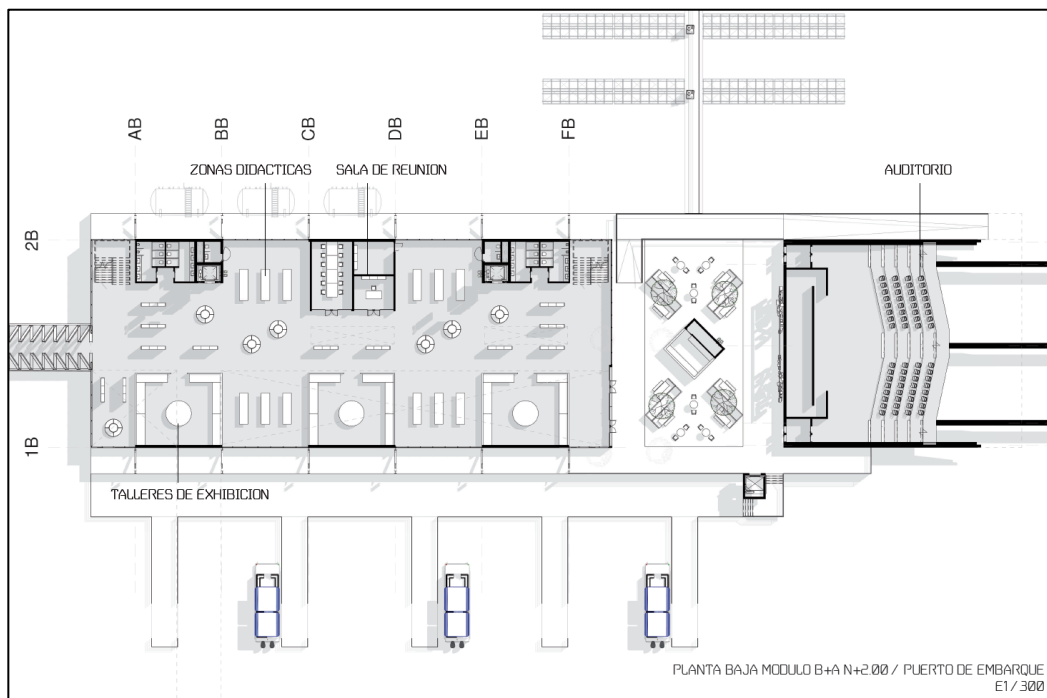 AB
BB
CB
DB
EB
FB
ZONAS DIDACTICAS
SALA DE REUNION
AUDITORIO
2B
1B
TALLERES DE EXHIBICION
PLANTA BAJA MODULO B+A N+2.00 / PUERTO DE EMBARQUE
E1/300